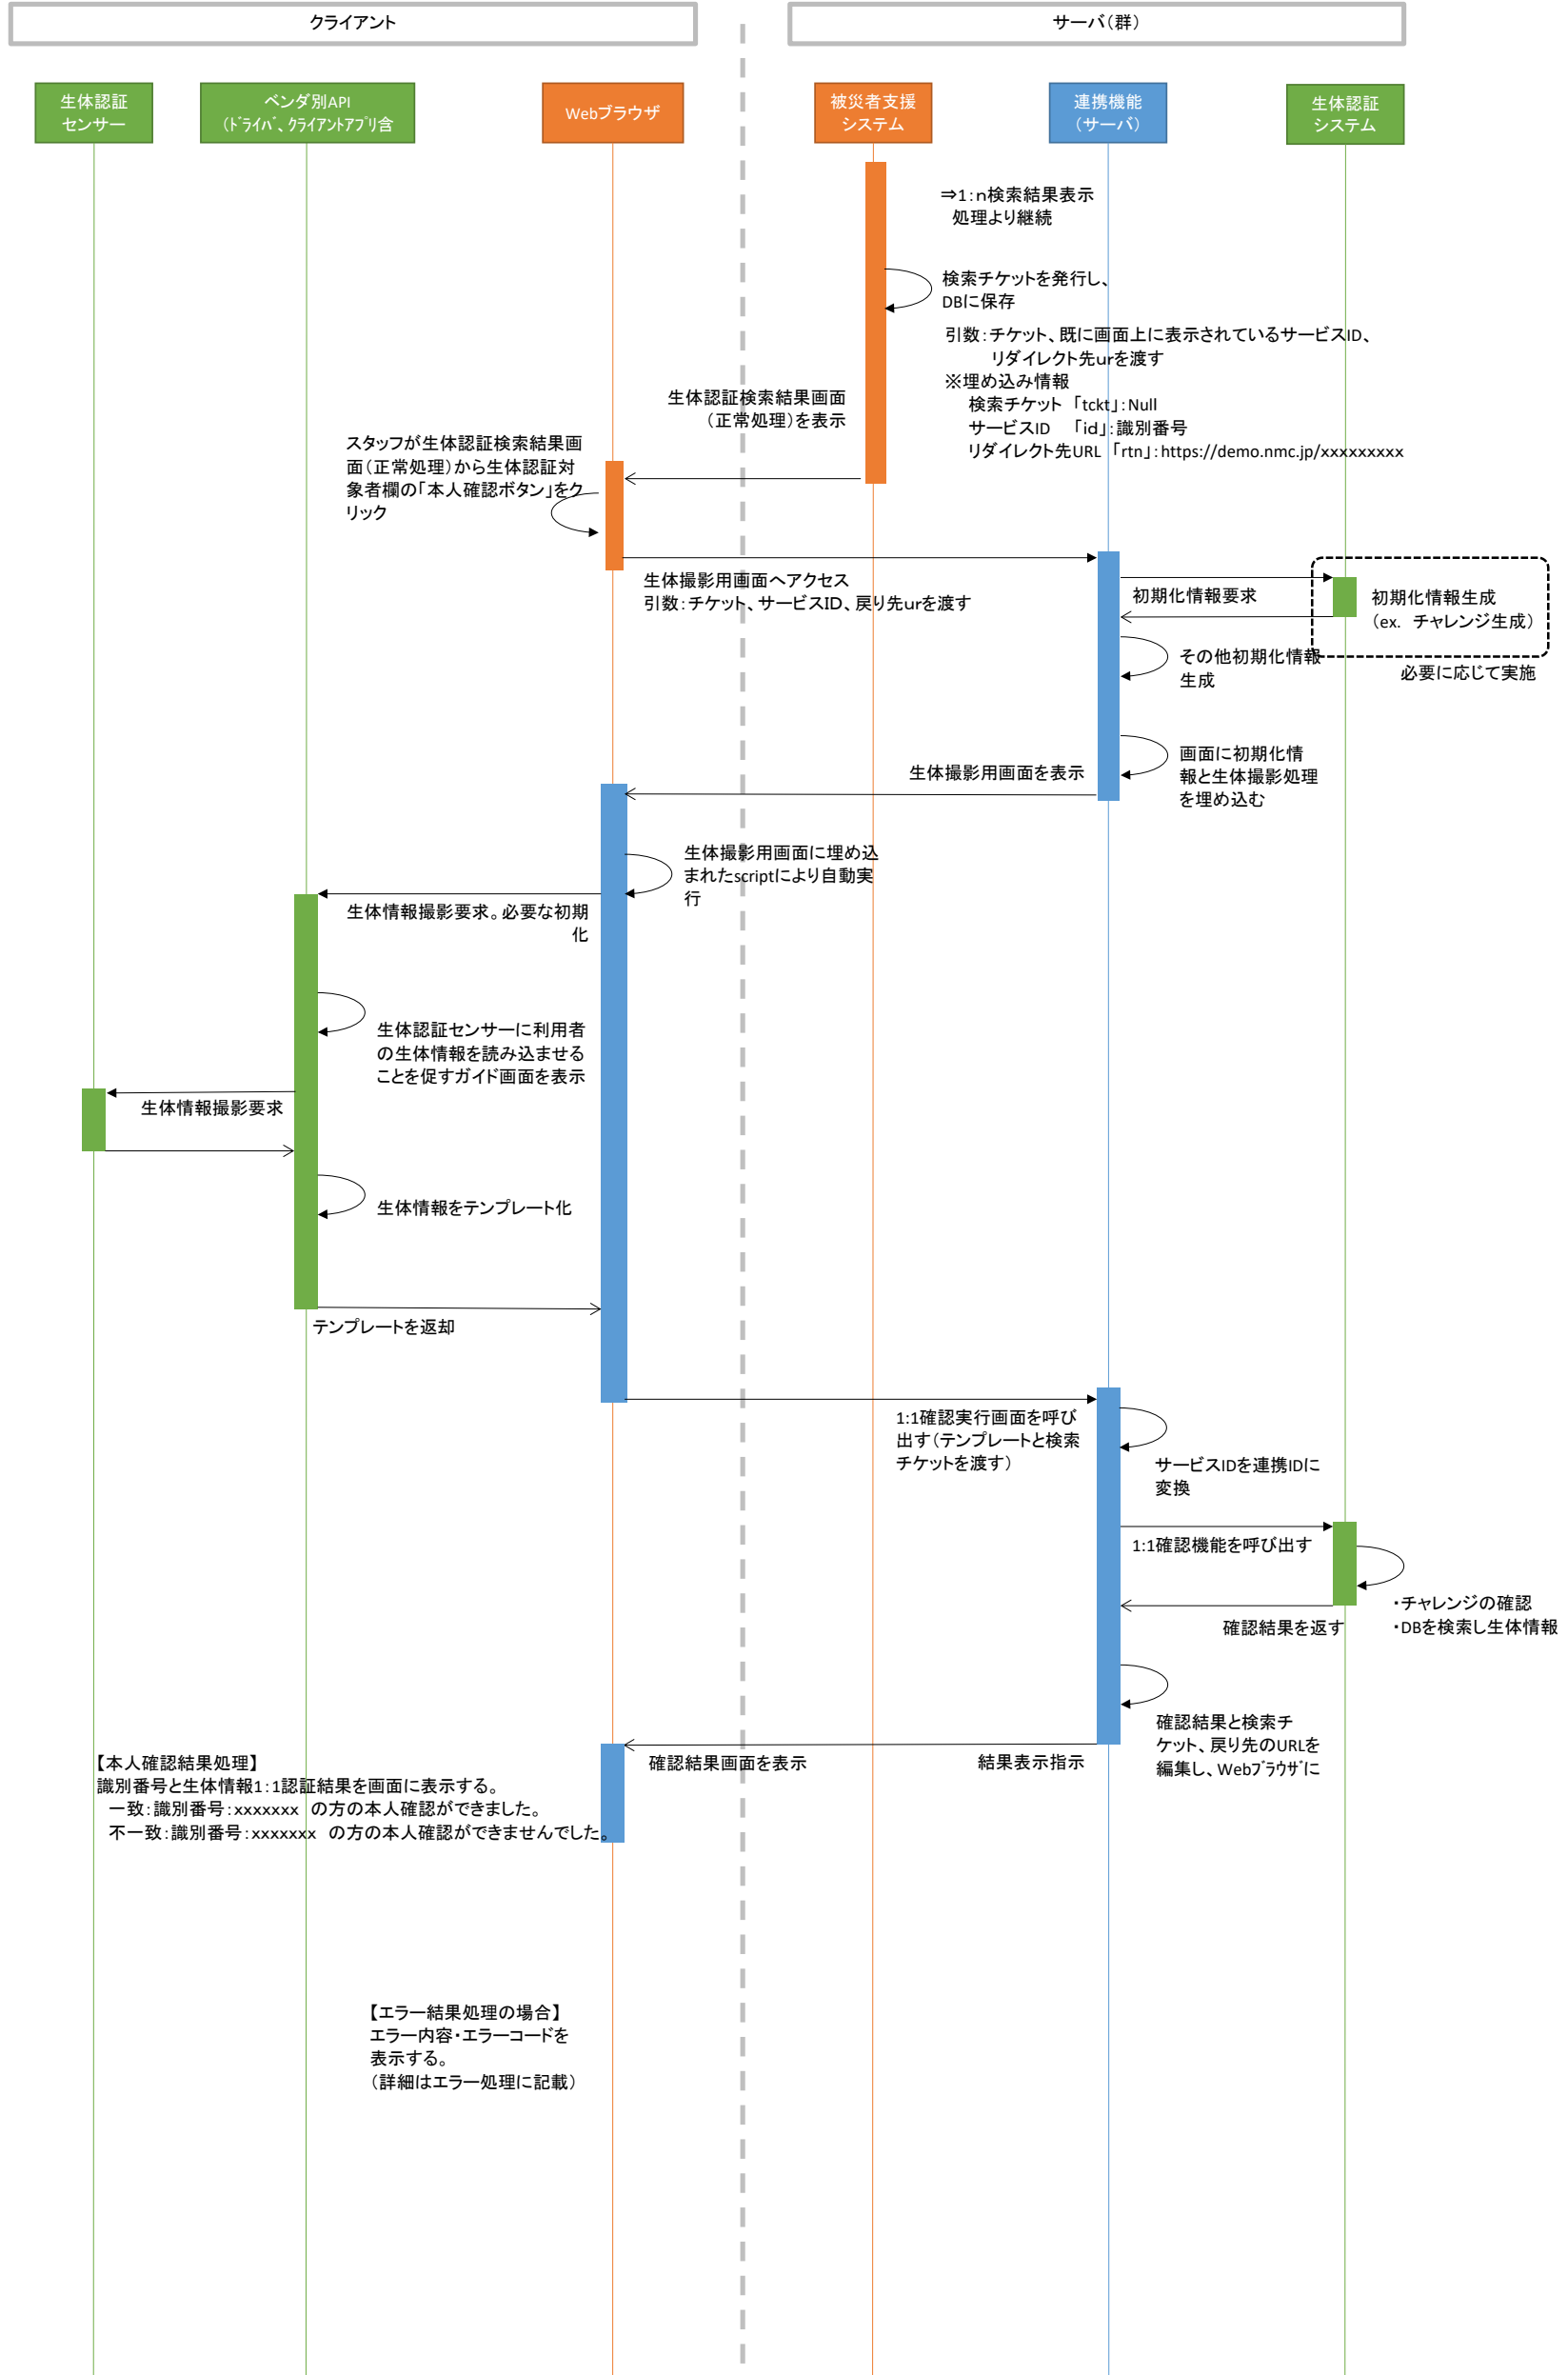 クライアント
サーバ（群）
生体認証
センサー
ベンダ別API
（ﾄﾞﾗｲﾊﾞ、ｸﾗｲｱﾝﾄｱﾌﾟﾘ含
Webブラウザ
被災者支援
システム
連携機能
（サーバ）
生体認証
システム
⇒1:n検索結果表示
処理より継続
検索チケットを発行し、
DBに保存
引数：チケット、既に画面上に表示されているサービスID、
リダイレクト先urを渡す
※埋め込み情報
検索チケット 「tckt」：Null
サービスID 「id」：識別番号
リダイレクト先URL 「rtn」：https://demo.nmc.jp/xxxxxxxxx
生体認証検索結果画面
（正常処理）を表示
スタッフが生体認証検索結果画
面（正常処理）から生体認証対
象者欄の「本人確認ボタン」をク
リック
生体撮影用画面へアクセス
引数：チケット、サービスID、戻り先urを渡す
初期化情報要求
初期化情報生成
（ex. チャレンジ生成）
必要に応じて実施
その他初期化情報
生成
画面に初期化情
報と生体撮影処理
を埋め込む
生体撮影用画面を表示
生体撮影用画面に埋め込
まれたscriptにより自動実
行
生体情報撮影要求。必要な初期
化
生体認証センサーに利用者
の生体情報を読み込ませる
ことを促すガイド画面を表示
生体情報撮影要求
生体情報をテンプレート化
テンプレートを返却
1:1確認実行画面を呼び
出す（テンプレートと検索
チケットを渡す）
サービスIDを連携IDに
変換
1:1確認機能を呼び出す
・チャレンジの確認
・DBを検索し生体情報
確認結果を返す
確認結果と検索チ
ケット、戻り先のURLを
編集し、Webﾌﾞﾗｳｻﾞに
結果表示指示
確認結果画面を表示
【本人確認結果処理】
識別番号と生体情報1:1認証結果を画面に表示する。
一致：識別番号：xxxxxxx の方の本人確認ができました。
不一致：識別番号：xxxxxxx の方の本人確認ができませんでした。
【エラー結果処理の場合】
エラー内容・エラーコードを
表示する。
（詳細はエラー処理に記載）